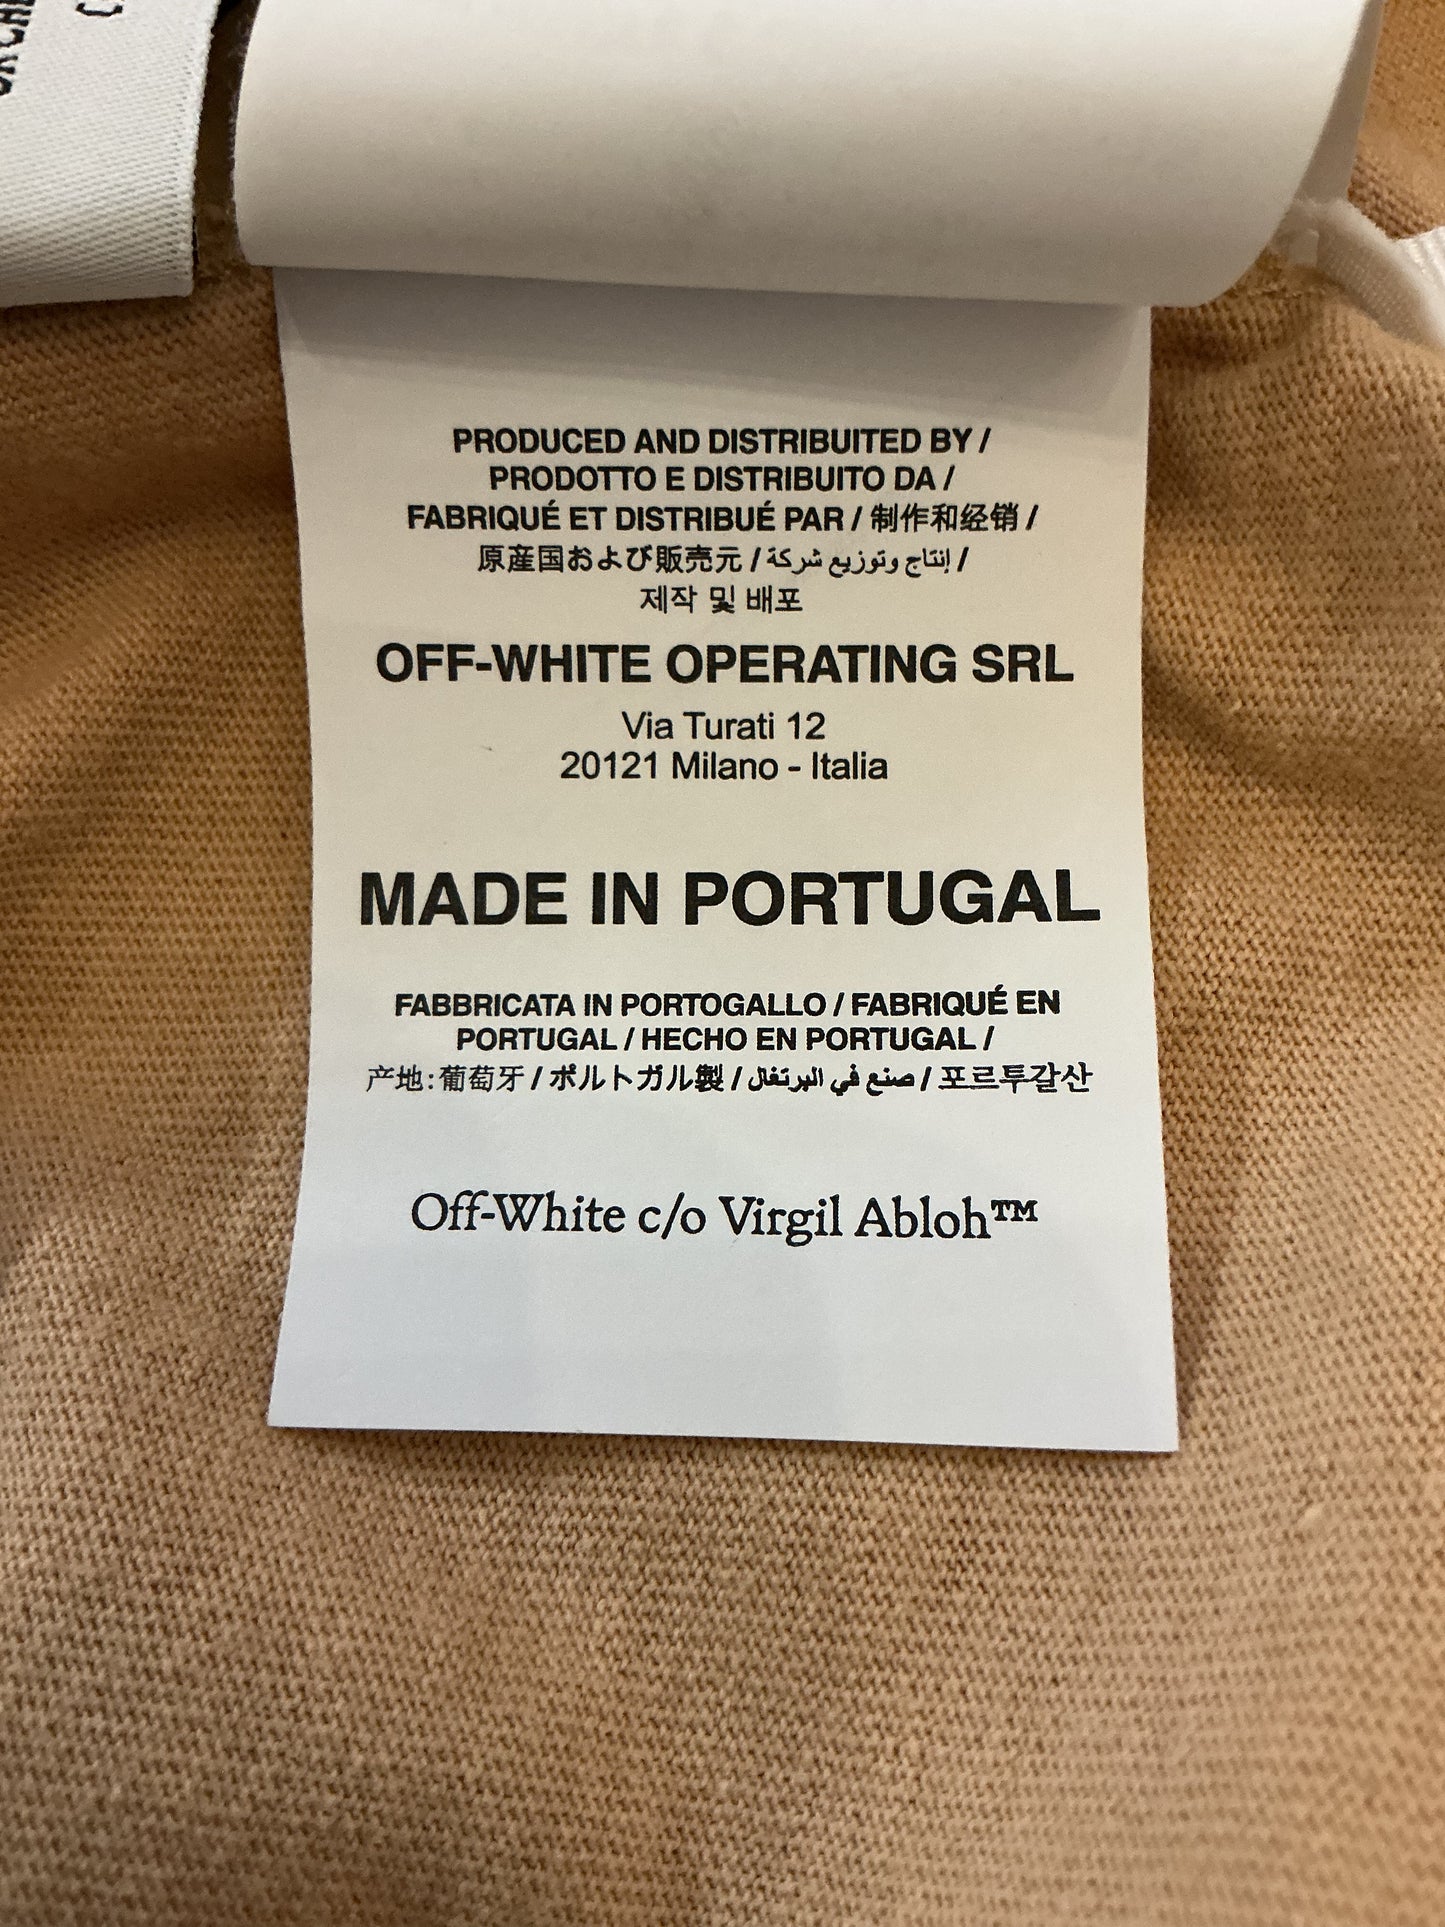 PRODUCED AND DISTRIBUITED BY /
PRODOTTO E DISTRIBUITO DA /
FABRIQUÉ ET DISTRIBUÉ PAR / 制作和经销 /
原産国および販売元 / إنتاج وتوزيع شركة /
제작 및 배포
OFF-WHITE OPERATING SRL
Via Turati 12
20121 Milano - Italia
MADE IN PORTUGAL
FABBRICATA IN PORTOGALLO / FABRIQUÉ EN
PORTUGAL / HECHO EN PORTUGAL /
产地:葡萄牙 / ポルトガル製 / صنع في البرتغال / 포르투갈산
Off-White c/o Virgil Abloh™